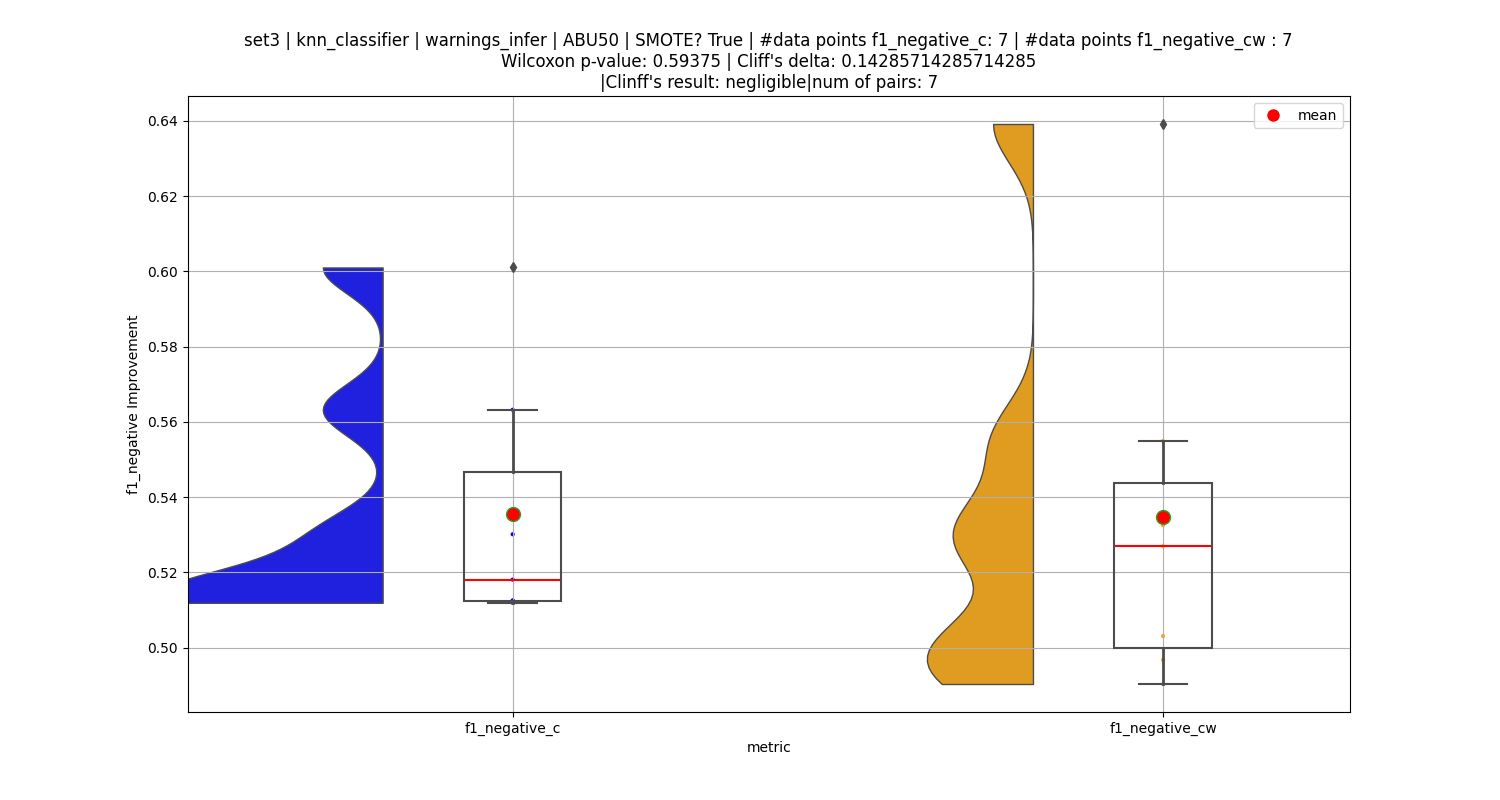 set3 | knn_classifier | warnings_infer | ABU50 | SMOTE? True | #data points f1_negative_c: 7 | #data points f1_negative_cw : 7
Wilcoxon p-value: 0.59375 | Cliff's delta: 0.14285714285714285
|Clinff's result: negligible|num of pairs: 7
mean
0.64
0.62
0.60
0.58
0.56
0.54
0.52
0.50
f1_negative Improvement
f1_negative_c
f1_negative_cw
metric